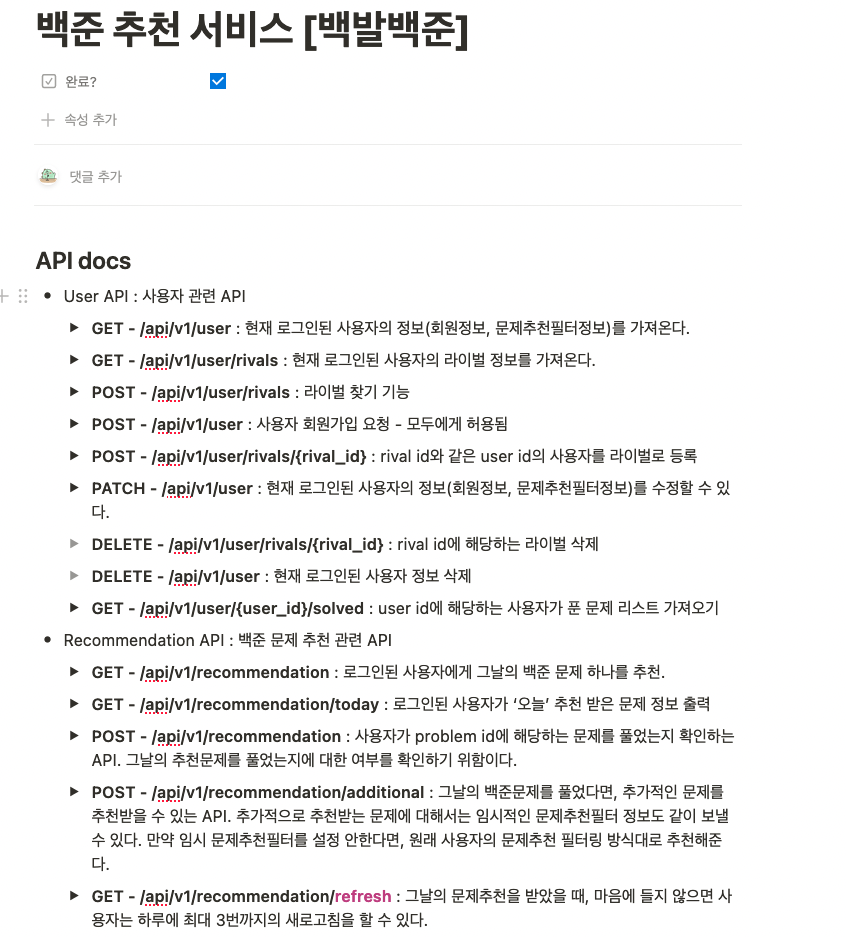 백준 추천 서비스 [백발백준]
완료?
속성 추가
댓글 추가
API docs
User API : 사용자 관련 API
GET - /api/v1/user : 현재 로그인된 사용자의 정보(회원정보, 문제추천필터정보)를 가져온다.
GET - /api/v1/user/rivals : 현재 로그인된 사용자의 라이벌 정보를 가져온다.
POST - /api/v1/user/rivals : 라이벌 찾기 기능
POST - /api/v1/user : 사용자 회원가입 요청 - 모두에게 허용됨
POST - /api/v1/user/rivals/{rival_id} : rival id와 같은 user id의 사용자를 라이벌로 등록
PATCH - /api/v1/user : 현재 로그인된 사용자의 정보(회원정보, 문제추천필터정보)를 수정할 수 있
다.
DELETE - /api/v1/user/rivals/{rival_id} : rival id에 해당하는 라이벌 삭제
DELETE - /api/v1/user : 현재 로그인된 사용자 정보 삭제
GET - /api/v1/user/{user_id}/solved : user id에 해당하는 사용자가 푼 문제 리스트 가져오기
Recommendation API : 백준 문제 추천 관련 API
GET - /api/v1/recommendation : 로그인된 사용자에게 그날의 백준 문제 하나를 추천.
GET - /api/v1/recommendation/today : 로그인된 사용자가 ‘오늘’ 추천 받은 문제 정보 출력
POST - /api/v1/recommendation : 사용자가 problem id에 해당하는 문제를 풀었는지 확인하는
API. 그날의 추천문제를 풀었는지에 대한 여부를 확인하기 위함이다.
POST - /api/v1/recommendation/additional : 그날의 백준문제를 풀었다면, 추가적인 문제를
추천받을 수 있는 API. 추가적으로 추천받는 문제에 대해서는 임시적인 문제추천필터 정보도 같이 보낼
수 있다. 만약 임시 문제추천필터를 설정 안한다면, 원래 사용자의 문제추천 필터링 방식대로 추천해준
다.
GET - /api/v1/recommendation/refresh : 그날의 문제추천을 받았을 때, 마음에 들지 않으면 사
용자는 하루에 최대 3번까지의 새로고침을 할 수 있다.